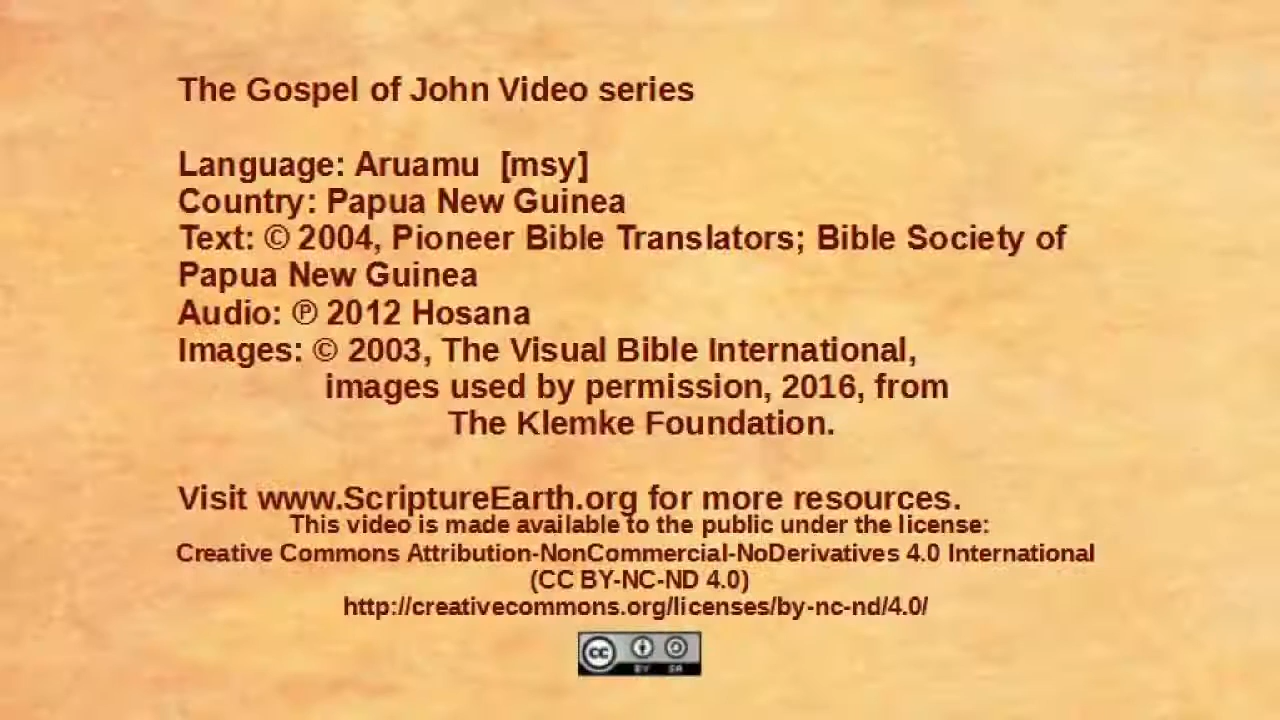 The Gospel of John Video series
Language: Aruamu [msy]
Country: Papua New Guinea
Text: © 2004, Pioneer Bible Translators; Bible Society of
Papua New Guinea
Audio: ℗ 2012 Hosana
Images: © 2003, The Visual Bible International,
images used by permission, 2016, from
The Klemke Foundation.
Visit www.ScriptureEarth.org for more resources.
This video is made available to the public under the license:
Creative Commons Attribution-NonCommercial-NoDerivatives 4.0 International
(CC BY-NC-ND 4.0)
http://creativecommons.org/licenses/by-nc-nd/4.0/
cc BY SA